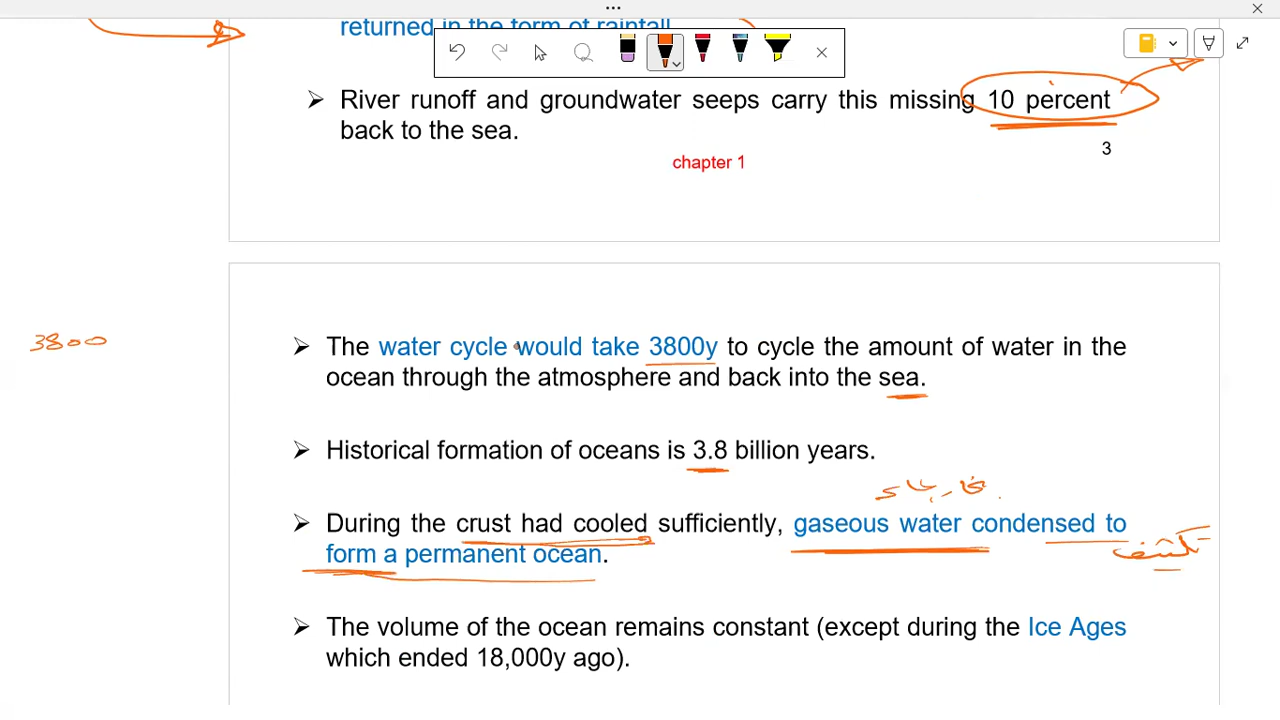 returned in the form of rainfall
➢ River runoff and groundwater seeps carry this missing 10 percent
back to the sea.
3
chapter 1
3800
➢ The water cycle would take 3800y to cycle the amount of water in the
ocean through the atmosphere and back into the sea.
➢ Historical formation of oceans is 3.8 billion years.
➢ During the crust had cooled sufficiently, gaseous water condensed to
form a permanent ocean.
➢ The volume of the ocean remains constant (except during the Ice Ages
which ended 18,000y ago).